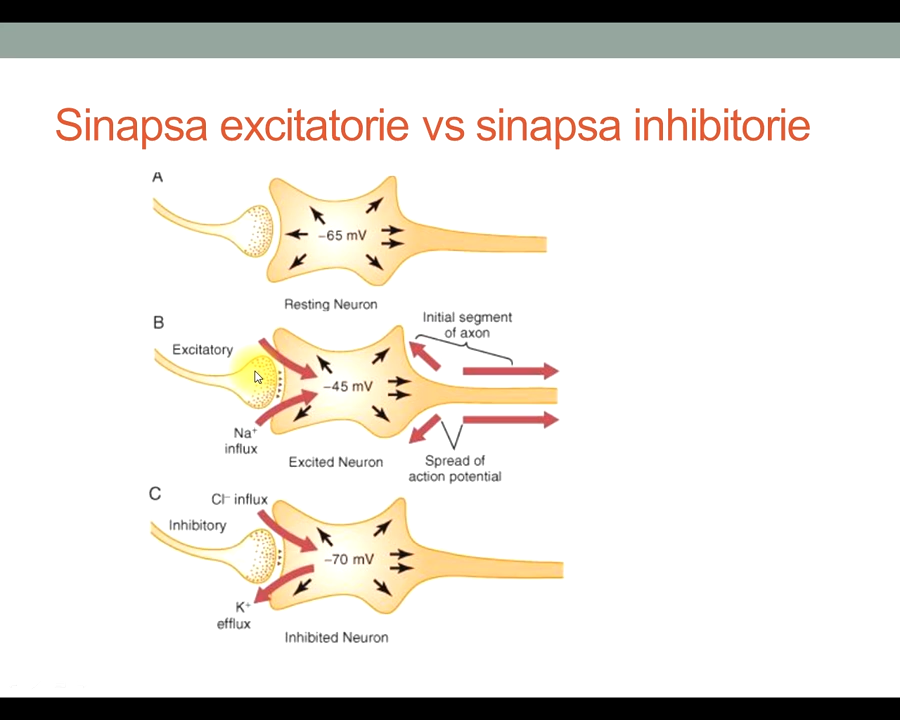 Sinapsa excitatorie vs sinapsa inhibitorie
A
−65 mV
Resting Neuron
B
Excitatory
Initial segment
of axon
−45 mV
Na⁺
influx
Excited Neuron
Spread of
action potential
C
Cl⁻ influx
Inhibitory
−70 mV
K⁺
efflux
Inhibited Neuron